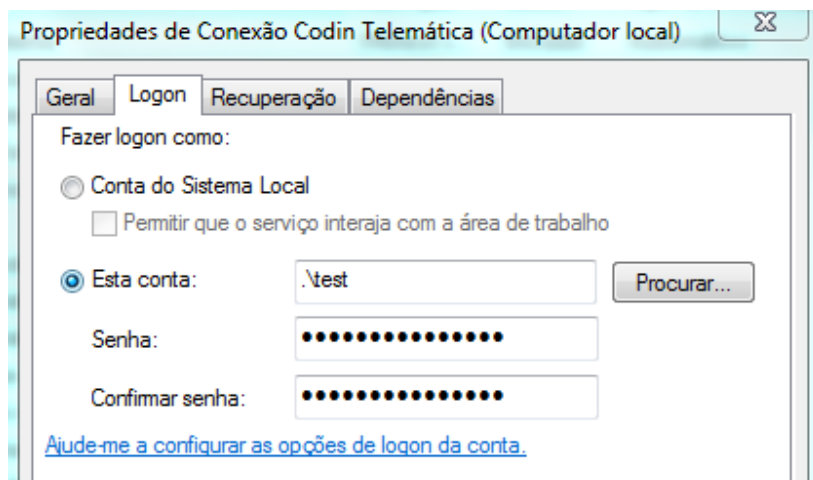 Propriedades de Conexão Codin Telemática (Computador local)
Geral Logon Recuperação Dependências
Fazer logon como:
Conta do Sistema Local
Permitir que o serviço interaja com a área de trabalho
Esta conta: .\test Procurar...
Senha: •••••••••••••••
Confirmar senha: •••••••••••••••
Ajude-me a configurar as opções de logon da conta.